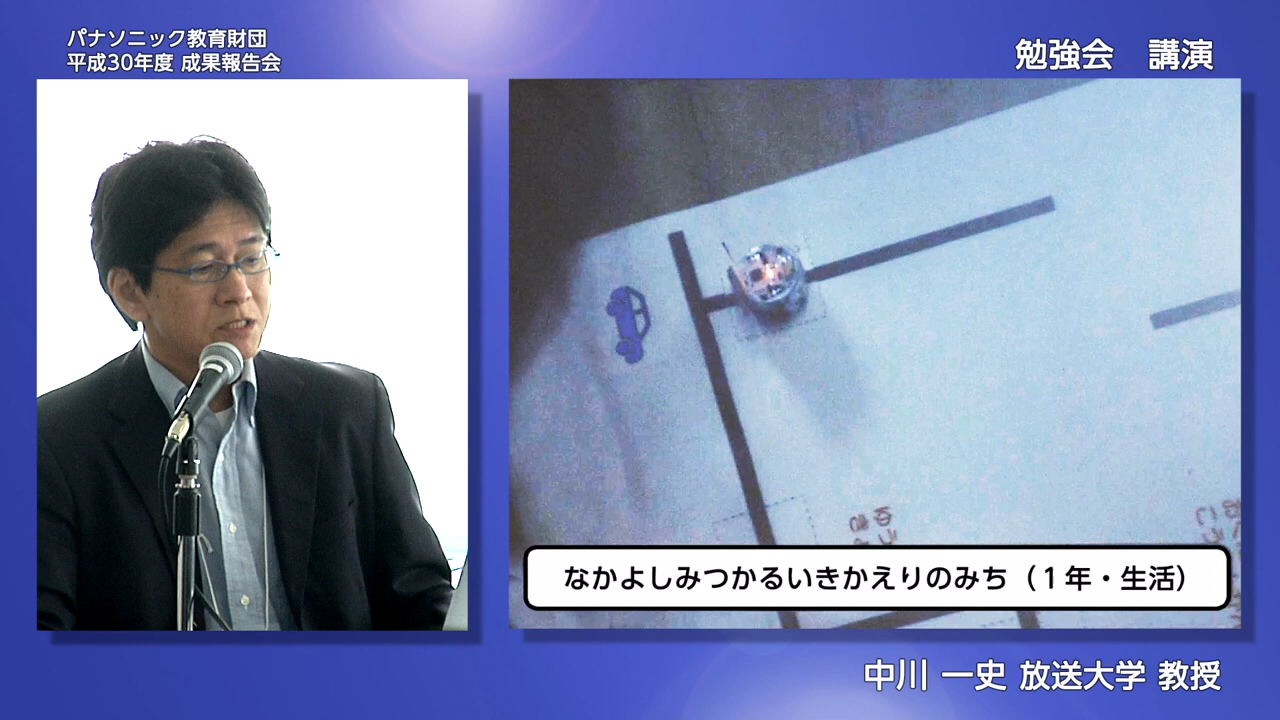 パナソニック教育財団
平成30年度 成果報告会
勉強会　講演
なかよしみつかるいきかえりのみち（１年・生活）
中川 一史 放送大学 教授